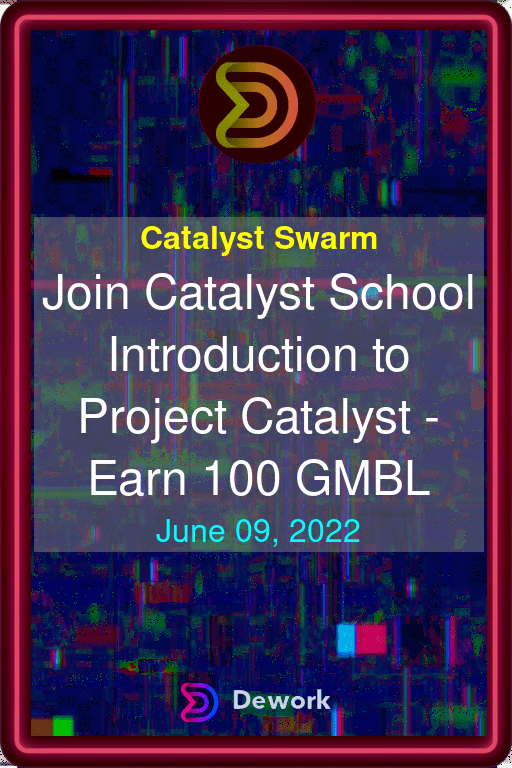 Catalyst Swarm
Join Catalyst School
Introduction to
Project Catalyst -
Earn 100 GMBL
June 09, 2022
Dework